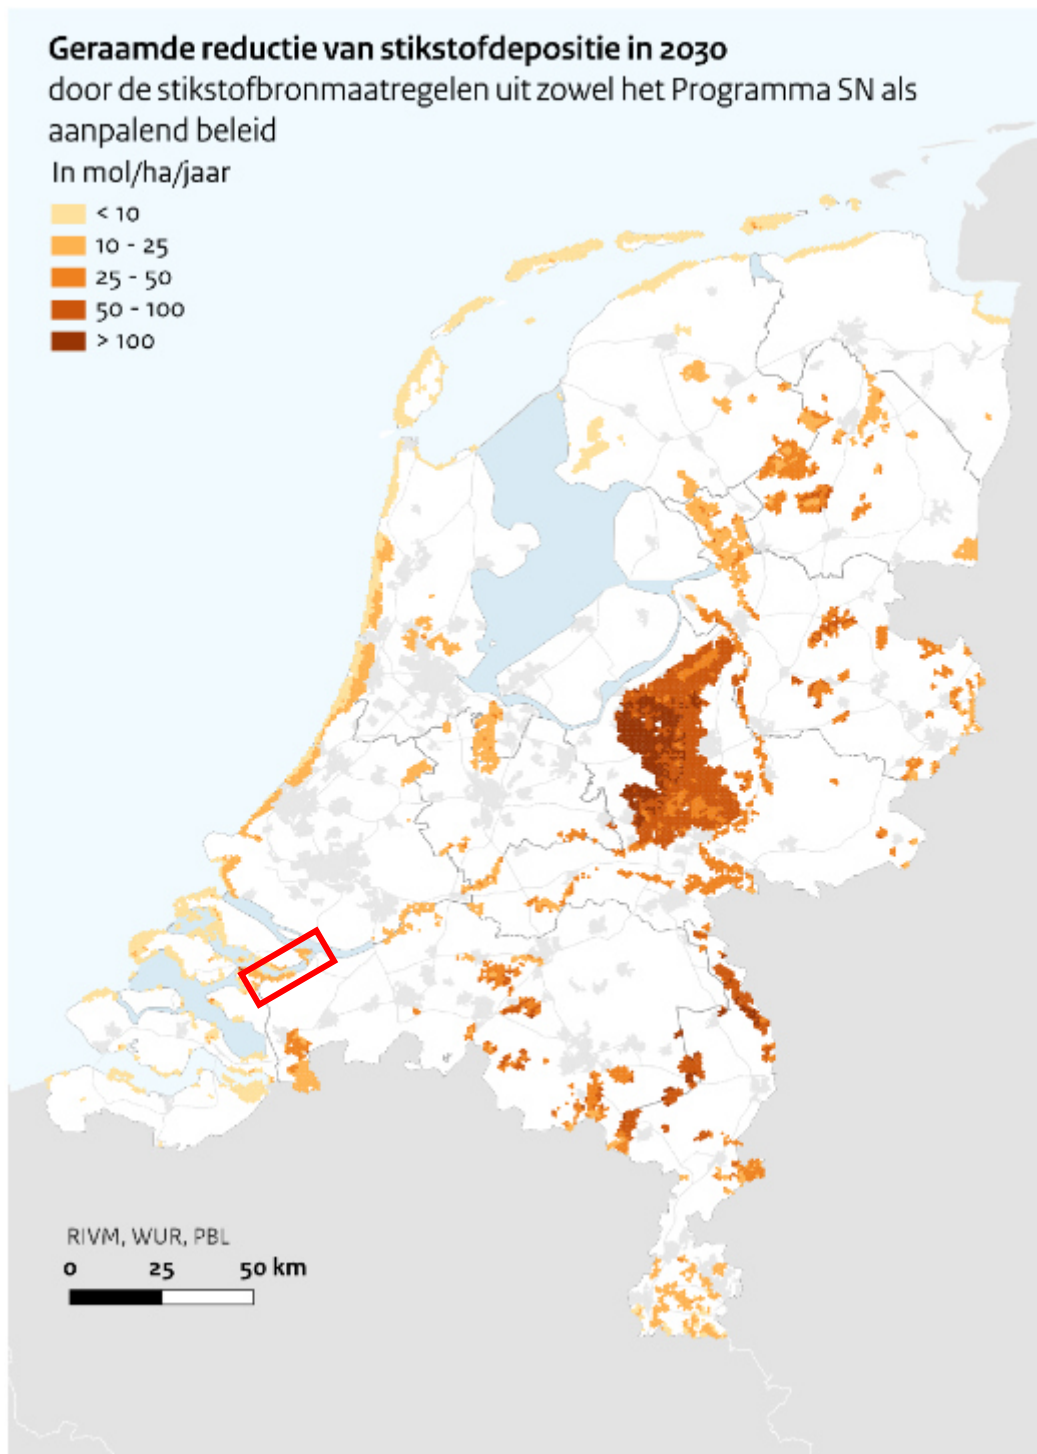 Geraamde reductie van stikstofdepositie in 2030
door de stikstofbronmaatregelen uit zowel het Programma SN als
aanpalend beleid
In mol/ha/jaar
< 10
10 - 25
25 - 50
50 - 100
> 100
RIVM, WUR, PBL
0 25 50 km